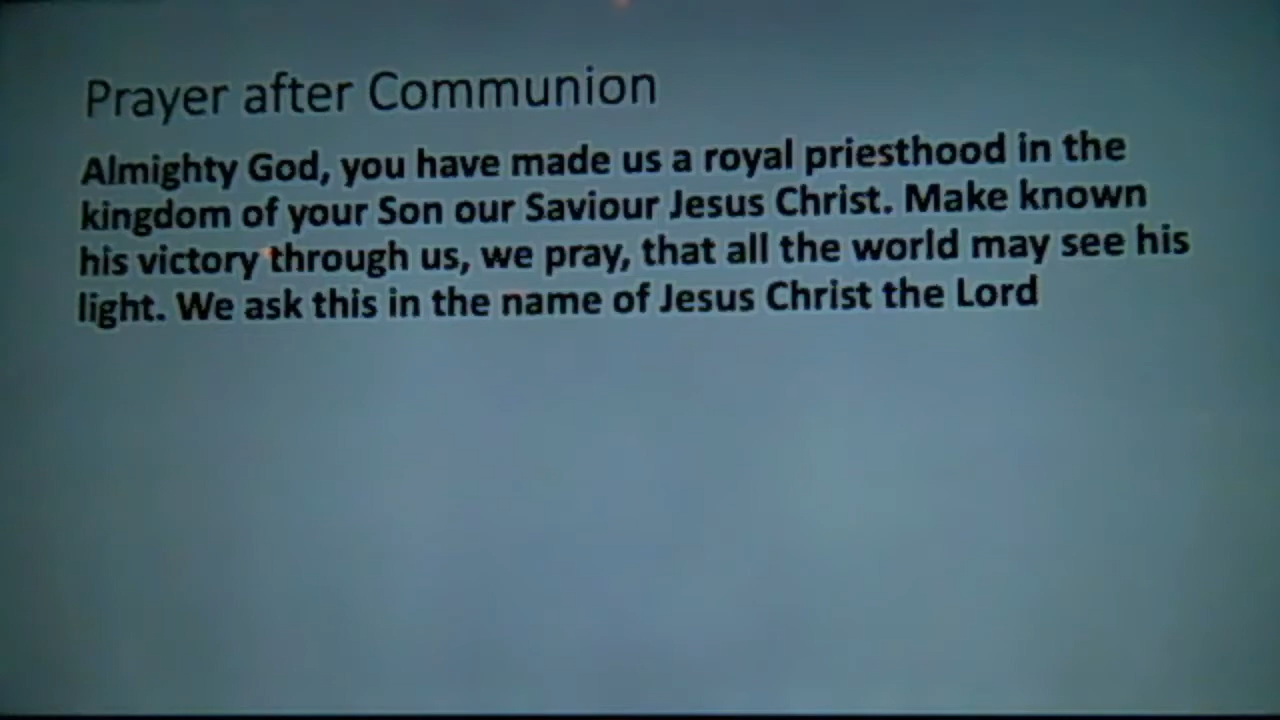 Prayer after Communion
Almighty God, you have made us a royal priesthood in the
kingdom of your Son our Saviour Jesus Christ. Make known
his victory through us, we pray, that all the world may see his
light. We ask this in the name of Jesus Christ the Lord